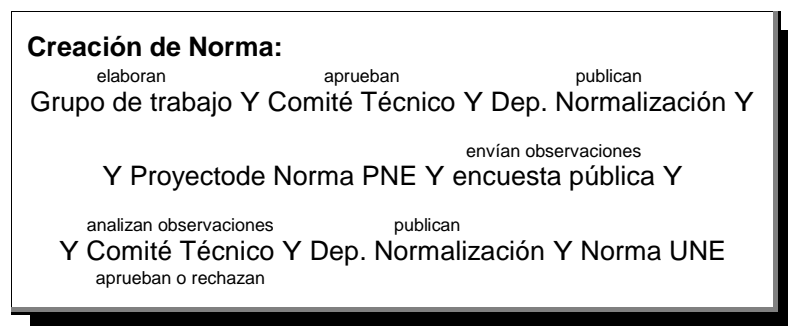 Creación de Norma:
elaboran aprueban publican
Grupo de trabajo Y Comité Técnico Y Dep. Normalización Y
envían observaciones
Y Proyectode Norma PNE Y encuesta pública Y
analizan observaciones publican
Y Comité Técnico Y Dep. Normalización Y Norma UNE
aprueban o rechazan